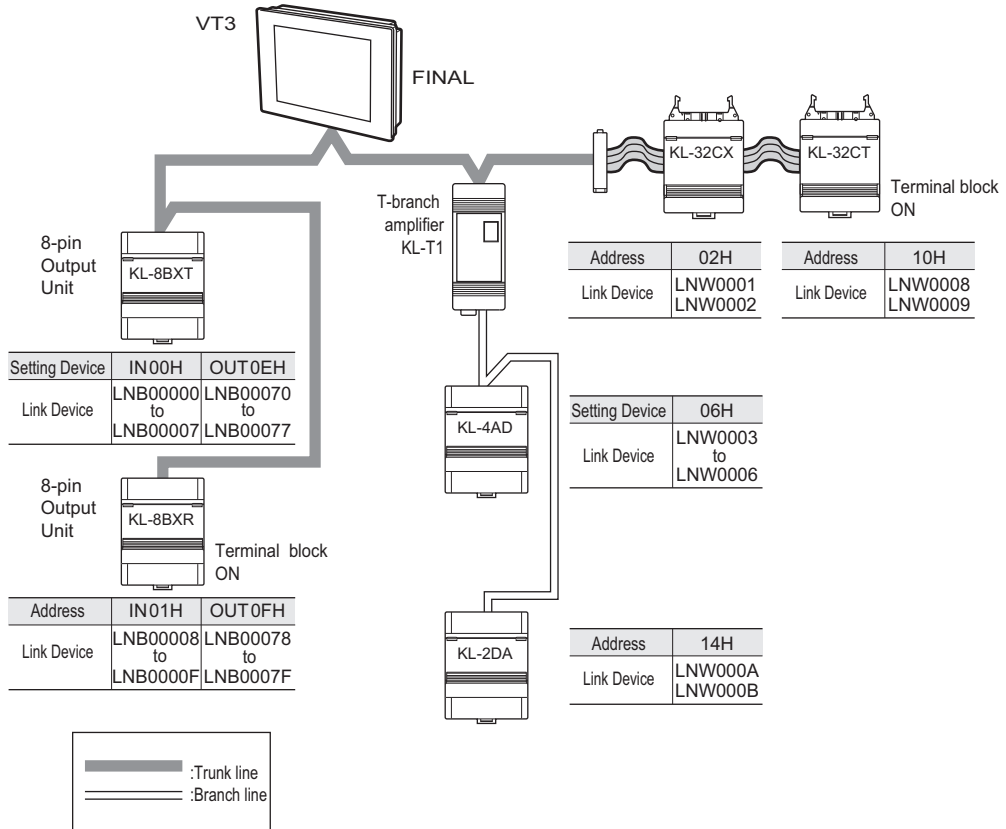 VT3
FINAL
KL-32CX
KL-32CT
Terminal block
ON
T-branch
amplifier
KL-T1
8-pin
Output
Unit
KL-8BXT
Address 02H
Link Device LNW0001
LNW0002
Address 10H
Link Device LNW0008
LNW0009
Setting Device IN00H OUT0EH
Link Device LNB00000 LNB00070
to to
LNB00007 LNB00077
KL-4AD
Setting Device 06H
Link Device LNW0003
to
LNW0006
8-pin
Output
Unit
KL-8BXR
Terminal block
ON
Address IN01H OUT0FH
Link Device LNB00008 LNB00078
to to
LNB0000F LNB0007F
KL-2DA
Address 14H
Link Device LNW000A
LNW000B
:Trunk line
:Branch line